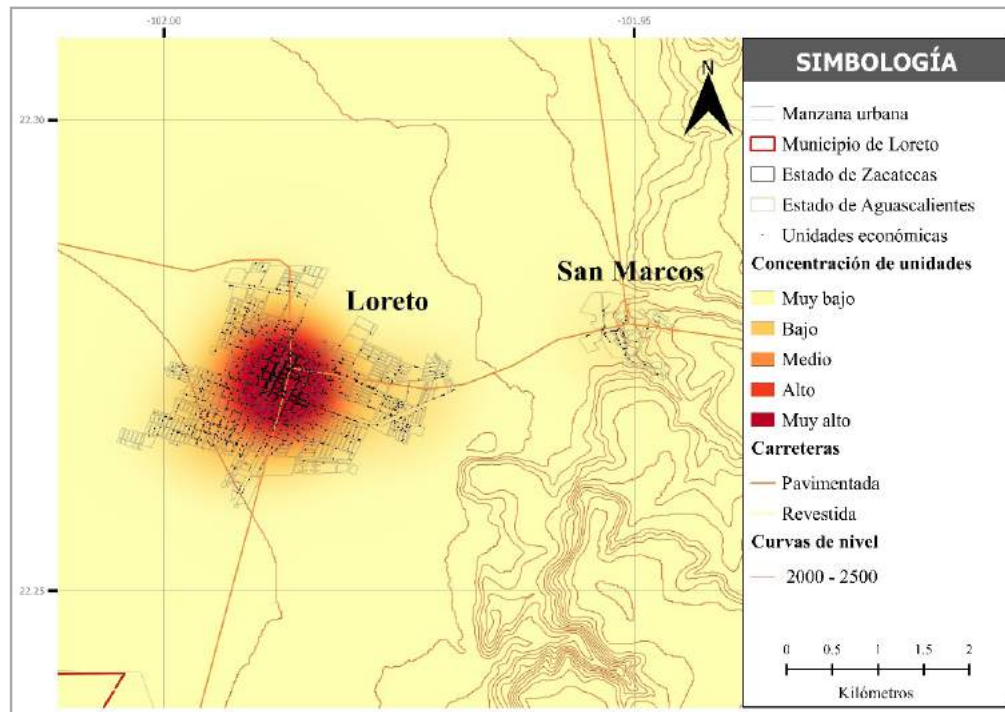 -102.00
-101.95
N
22.30
22.25
Loreto
San Marcos
SIMBOLOGÍA
Manzana urbana
Municipio de Loreto
Estado de Zacatecas
Estado de Aguascalientes
Unidades económicas
Concentración de unidades
Muy bajo
Bajo
Medio
Alto
Muy alto
Carreteras
Pavimentada
Revestida
Curvas de nivel
2000 - 2500
0 0.5 1 1.5 2
Kilómetros